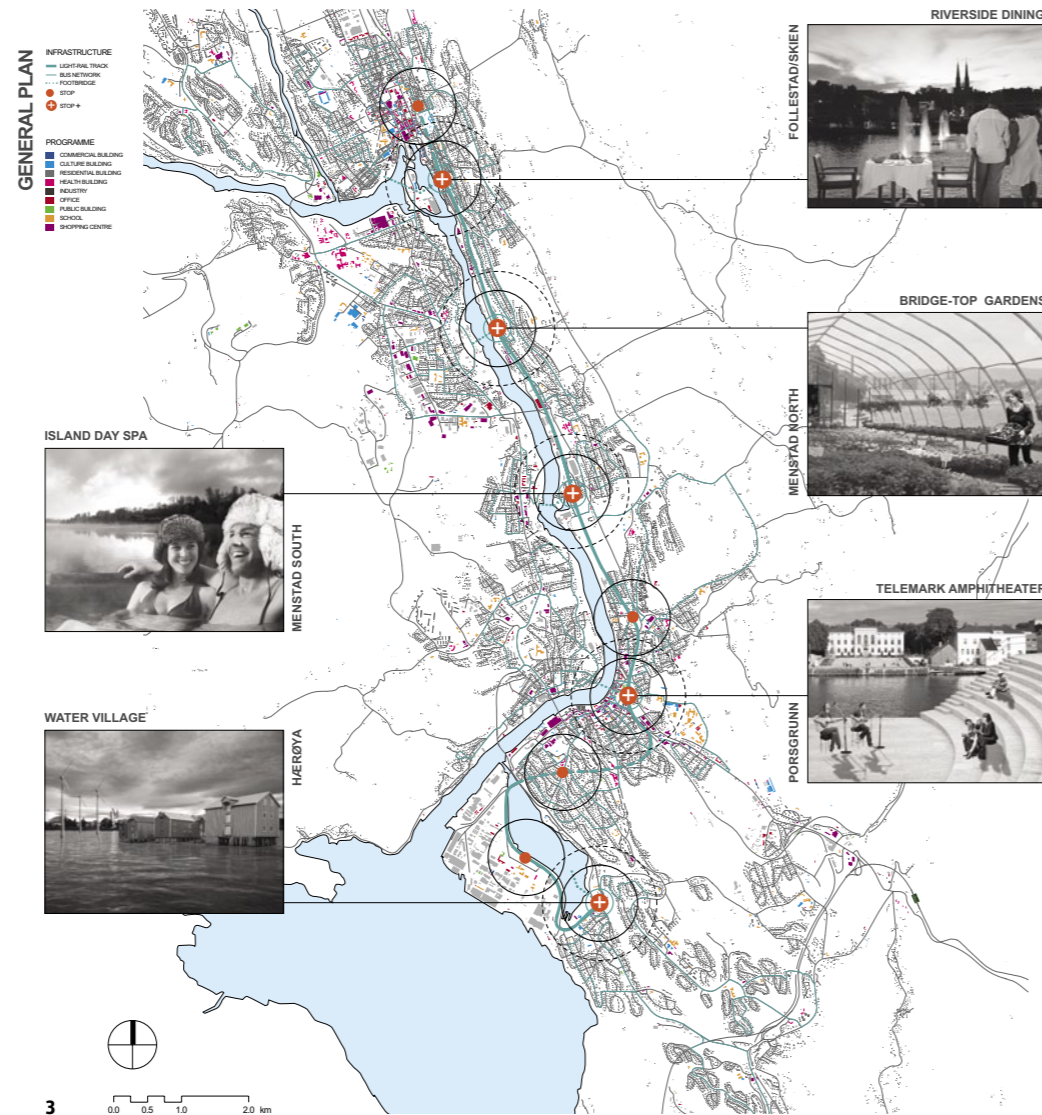 GENERAL PLAN
INFRASTRUCTURE
LIGHT-RAIL TRACK
BUS NETWORK
FOOTBRIDGE
STOP
STOP +
PROGRAMME
COMMERCIAL BUILDING
CULTURE BUILDING
RESIDENTIAL BUILDING
HEALTH BUILDING
INDUSTRY
OFFICE
PUBLIC BUILDING
SCHOOL
SHOPPING CENTRE
RIVERSIDE DINING
FOLLESTAD/SKIEN
BRIDGE-TOP GARDENS
MENSTAD NORTH
ISLAND DAY SPA
MENSTAD SOUTH
TELEMARK AMPHITHEATER
PORSGRUNN
WATER VILLAGE
HÆRØYA
3
0.0 0.5 1.0 2.0 km